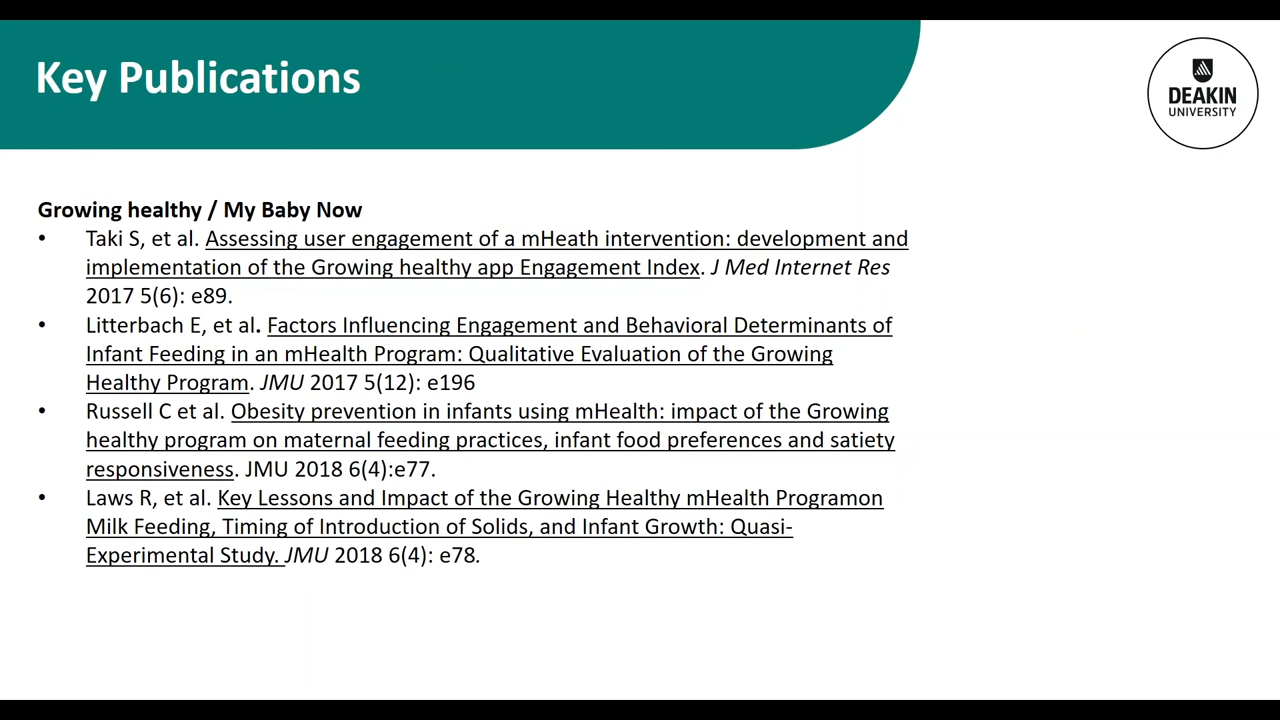 Key Publications
DEAKIN
UNIVERSITY
Growing healthy / My Baby Now
• Taki S, et al. Assessing user engagement of a mHeath intervention: development and
implementation of the Growing healthy app Engagement Index. J Med Internet Res
2017 5(6): e89.
• Litterbach E, et al. Factors Influencing Engagement and Behavioral Determinants of
Infant Feeding in an mHealth Program: Qualitative Evaluation of the Growing
Healthy Program. JMU 2017 5(12): e196
• Russell C et al. Obesity prevention in infants using mHealth: impact of the Growing
healthy program on maternal feeding practices, infant food preferences and satiety
responsiveness. JMU 2018 6(4):e77.
• Laws R, et al. Key Lessons and Impact of the Growing Healthy mHealth Programon
Milk Feeding, Timing of Introduction of Solids, and Infant Growth: Quasi-
Experimental Study. JMU 2018 6(4): e78.